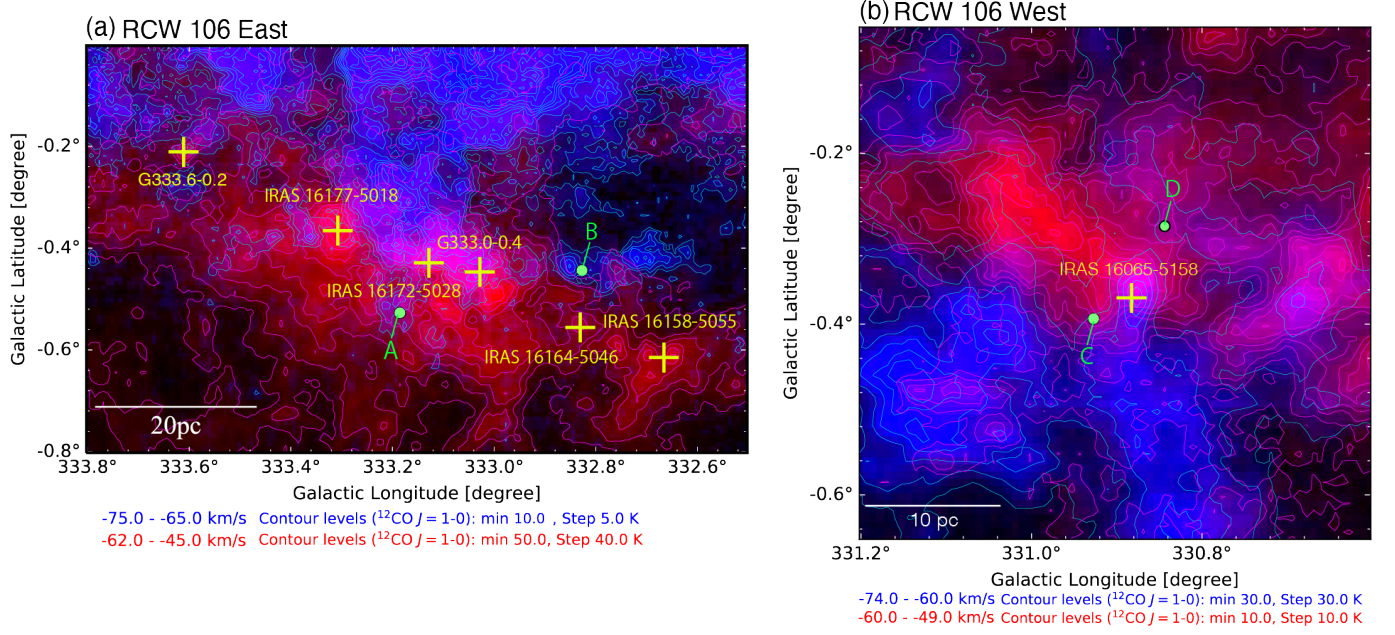 (a) RCW 106 East
-0.2°
-0.4°
-0.6°
-0.8°
Galactic Latitude [degree]
G333.6-0.2
IRAS 16177-5018
G333.0-0.4
B
IRAS 16172-5028
A
IRAS 16158-5055
IRAS 16164-5046
20pc
333.8° 333.6° 333.4° 333.2° 333.0° 332.8° 332.6°
Galactic Longitude [degree]
-75.0 - -65.0 km/s Contour levels (¹²CO J = 1-0): min 10.0 , Step 5.0 K
-62.0 - -45.0 km/s Contour levels (¹²CO J = 1-0): min 50.0, Step 40.0 K
(b) RCW 106 West
-0.2°
-0.4°
-0.6°
Galactic Latitude [degree]
D
IRAS 16065-5158
C
10 pc
331.2° 331.0° 330.8°
Galactic Longitude [degree]
-74.0 - -60.0 km/s Contour levels (¹²CO J = 1-0): min 30.0, Step 30.0 K
-60.0 - -49.0 km/s Contour levels (¹²CO J = 1-0): min 10.0, Step 10.0 K